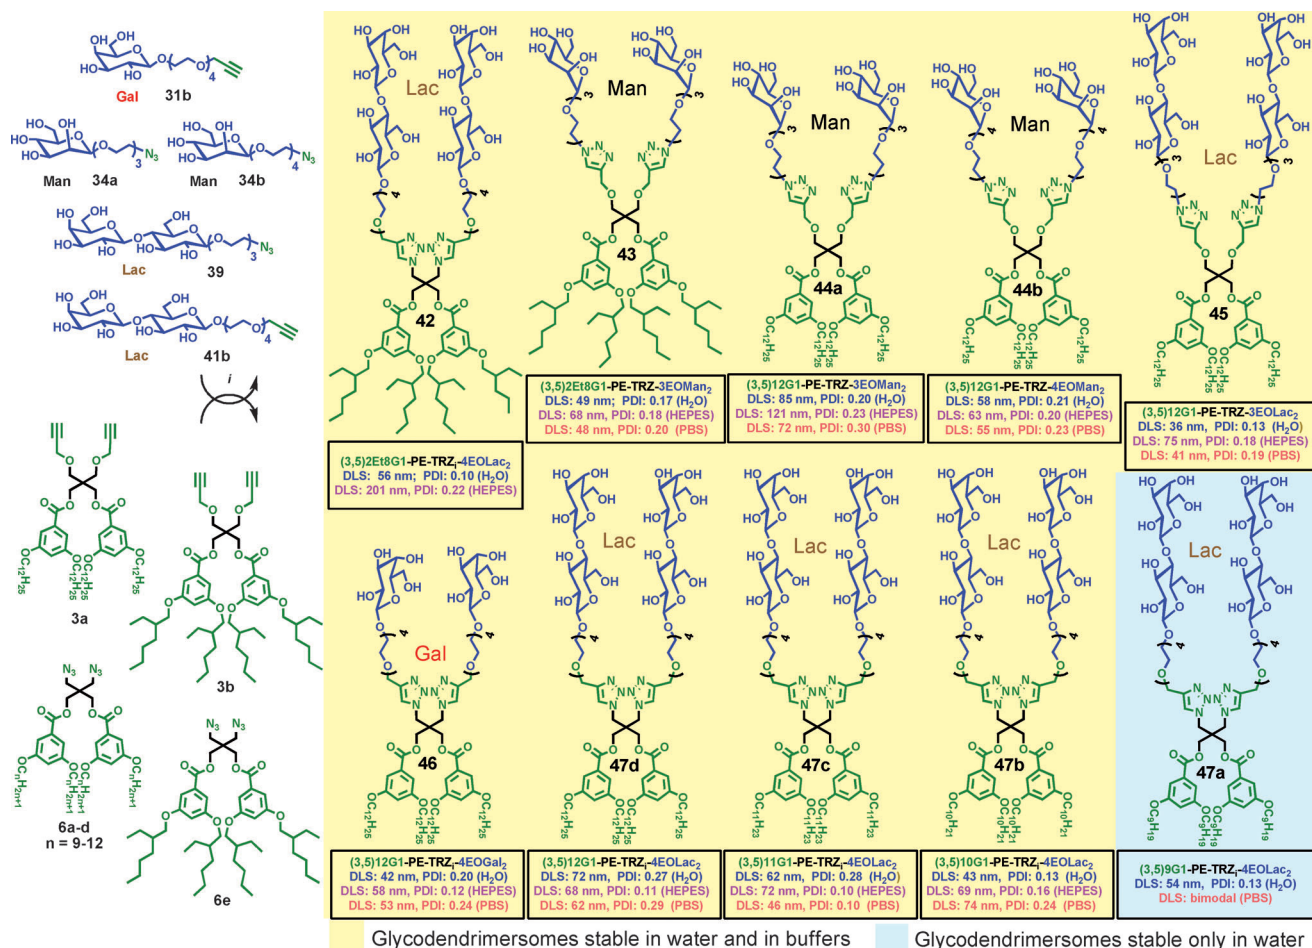 31b
Gal
34a
Man
34b
Man
39
Lac
41b
Lac
i
3a
3b
6a-d
n = 9-12
6e
Lac
42
(3,5)2Et8G1-PE-TRZi-4EOLac2
DLS: 56 nm; PDI: 0.10 (H2O)
DLS: 201 nm, PDI: 0.22 (HEPES)
Man
43
(3,5)2Et8G1-PE-TRZ-3EOMan2
DLS: 49 nm; PDI: 0.17 (H2O)
DLS: 68 nm, PDI: 0.18 (HEPES)
DLS: 48 nm, PDI: 0.20 (PBS)
Man
44a
(3,5)12G1-PE-TRZ-3EOMan2
DLS: 85 nm, PDI: 0.20 (H2O)
DLS: 121 nm, PDI: 0.23 (HEPES)
DLS: 72 nm, PDI: 0.30 (PBS)
Man
44b
(3,5)12G1-PE-TRZ-4EOMan2
DLS: 58 nm, PDI: 0.21 (H2O)
DLS: 63 nm, PDI: 0.20 (HEPES)
DLS: 55 nm, PDI: 0.23 (PBS)
Lac
45
(3,5)12G1-PE-TRZ-3EOLac2
DLS: 36 nm, PDI: 0.13 (H2O)
DLS: 75 nm, PDI: 0.18 (HEPES)
DLS: 41 nm, PDI: 0.19 (PBS)
Gal
46
(3,5)12G1-PE-TRZi-4EOGal2
DLS: 42 nm, PDI: 0.20 (H2O)
DLS: 58 nm, PDI: 0.12 (HEPES)
DLS: 53 nm, PDI: 0.24 (PBS)
Lac
47d
(3,5)12G1-PE-TRZi-4EOLac2
DLS: 72 nm, PDI: 0.27 (H2O)
DLS: 68 nm, PDI: 0.11 (HEPES)
DLS: 62 nm, PDI: 0.29 (PBS)
Lac
47c
(3,5)11G1-PE-TRZi-4EOLac2
DLS: 62 nm, PDI: 0.28 (H2O)
DLS: 72 nm, PDI: 0.10 (HEPES)
DLS: 46 nm, PDI: 0.10 (PBS)
Lac
47b
(3,5)10G1-PE-TRZi-4EOLac2
DLS: 43 nm, PDI: 0.13 (H2O)
DLS: 69 nm, PDI: 0.16 (HEPES)
DLS: 74 nm, PDI: 0.24 (PBS)
Lac
47a
(3,5)9G1-PE-TRZi-4EOLac2
DLS: 54 nm, PDI: 0.13 (H2O)
DLS: bimodal (PBS)
Glycodendrimersomes stable in water and in buffers
Glycodendrimersomes stable only in water